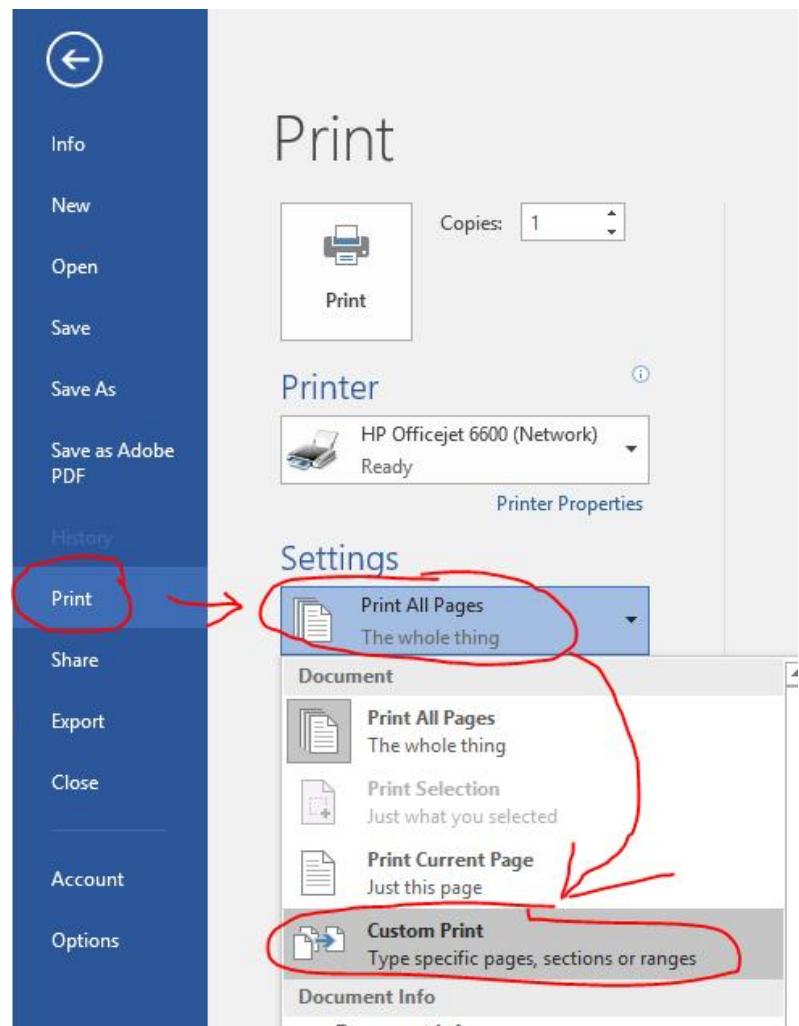 Info
New
Open
Save
Save As
Save as Adobe
PDF
History
Print
Share
Export
Close
Account
Options
Print
Copies: 1
Print
Printer
HP Officejet 6600 (Network)
Ready
Printer Properties
Settings
Print All Pages
The whole thing
Document
Print All Pages
The whole thing
Print Selection
Just what you selected
Print Current Page
Just this page
Custom Print
Type specific pages, sections or ranges
Document Info